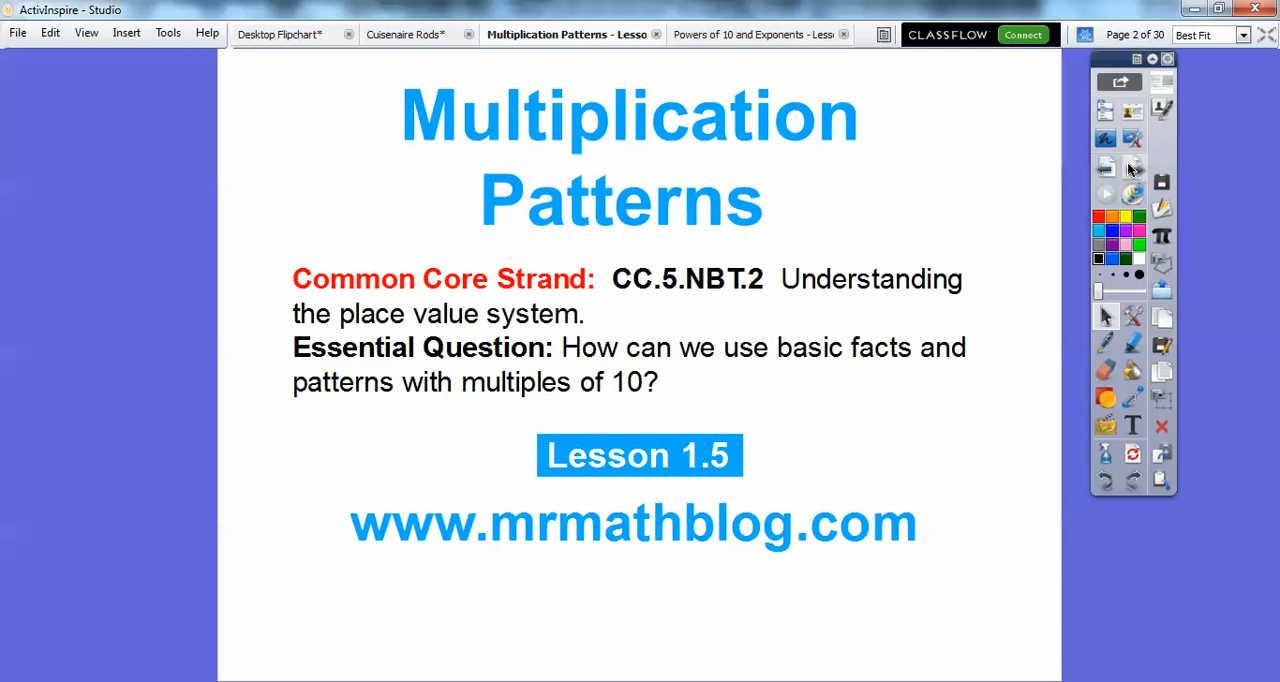 ActivInspire - Studio
File Edit View Insert Tools Help Desktop Flipchart* Cuisenaire Rods* Multiplication Patterns - Lesso Powers of 10 and Exponents - Less CLASSFLOW Connect Page 2 of 30 Best Fit
Multiplication
Patterns
Common Core Strand: CC.5.NBT.2 Understanding
the place value system.
Essential Question: How can we use basic facts and
patterns with multiples of 10?
Lesson 1.5
www.mrmathblog.com